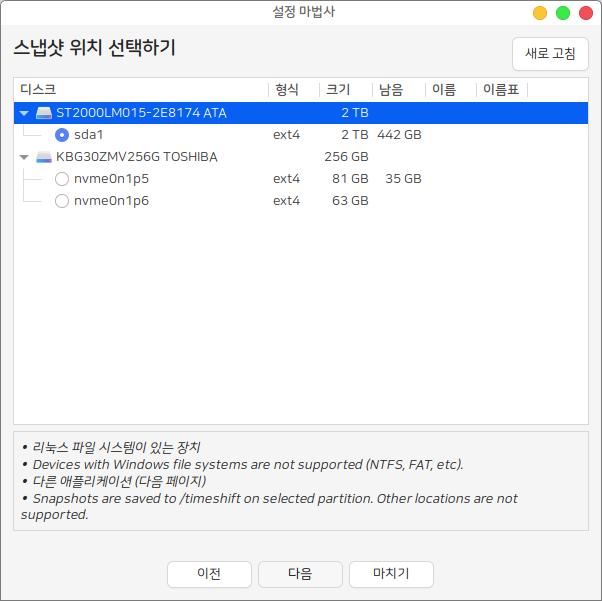 설정 마법사
스냅샷 위치 선택하기
새로 고침
디스크 형식 크기 남음 이름 이름표
ST2000LM015-2E8174 ATA 2 TB
sda1 ext4 2 TB 442 GB
KBG30ZMV256G TOSHIBA 256 GB
nvme0n1p5 ext4 81 GB 35 GB
nvme0n1p6 ext4 63 GB
• 리눅스 파일 시스템이 있는 장치
• Devices with Windows file systems are not supported (NTFS, FAT, etc).
• 다른 애플리케이션 (다음 페이지)
• Snapshots are saved to /timeshift on selected partition. Other locations are not
supported.
이전 다음 마치기